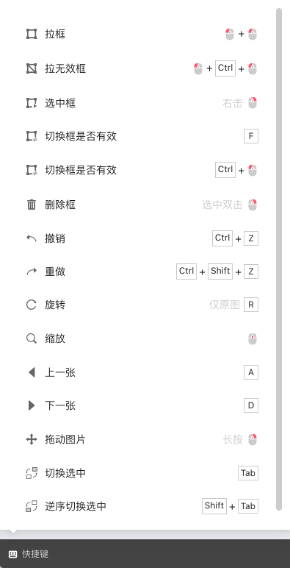 拉框 +
拉无效框 + Ctrl +
选中框 右击
切换框是否有效 F
切换框是否有效 Ctrl +
删除框 选中双击
撤销 Ctrl + Z
重做 Ctrl + Shift + Z
旋转 仅原图 R
缩放
上一张 A
下一张 D
拖动图片 长按
切换选中 Tab
逆序切换选中 Shift + Tab
快捷键